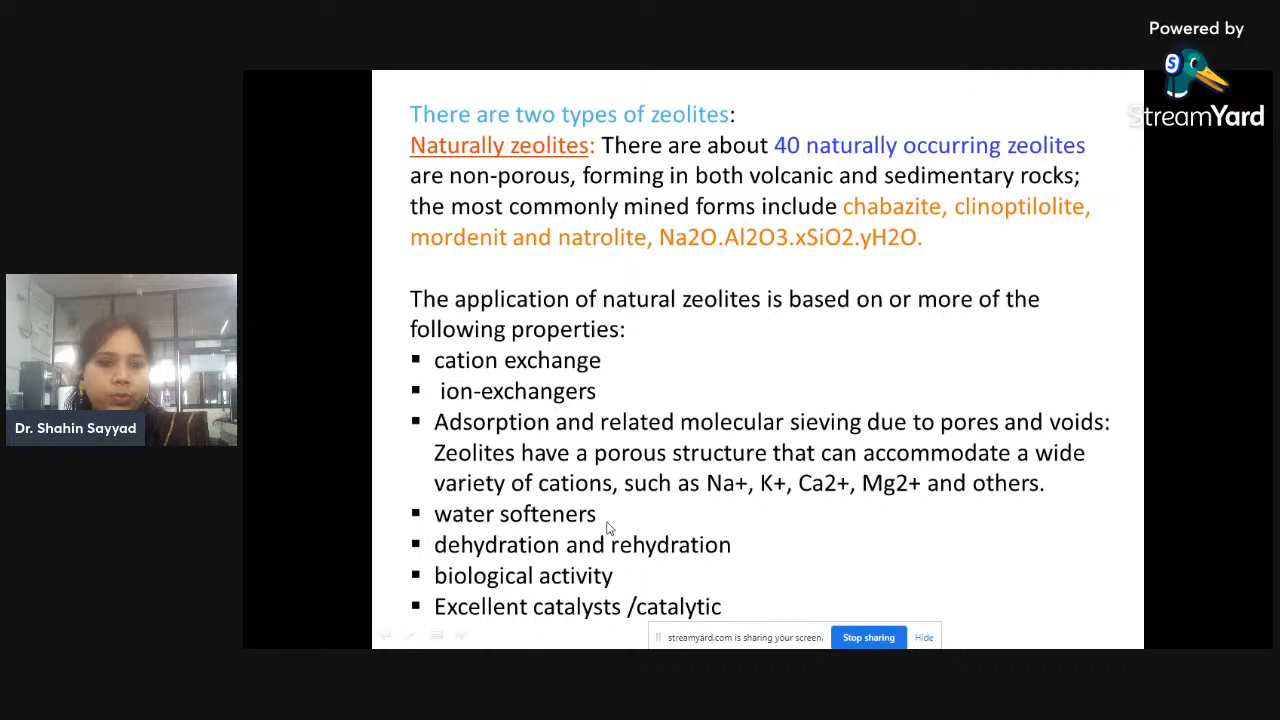 Powered by
StreamYard
There are two types of zeolites:
Naturally zeolites: There are about 40 naturally occurring zeolites
are non-porous, forming in both volcanic and sedimentary rocks;
the most commonly mined forms include chabazite, clinoptilolite,
mordenit and natrolite, Na2O.Al2O3.xSiO2.yH2O.
The application of natural zeolites is based on or more of the
following properties:
▪ cation exchange
▪ ion-exchangers
▪ Adsorption and related molecular sieving due to pores and voids:
Zeolites have a porous structure that can accommodate a wide
variety of cations, such as Na+, K+, Ca2+, Mg2+ and others.
▪ water softeners
▪ dehydration and rehydration
▪ biological activity
▪ Excellent catalysts /catalytic
Dr. Shahin Sayyad
streamyard.com is sharing your screen. Stop sharing Hide